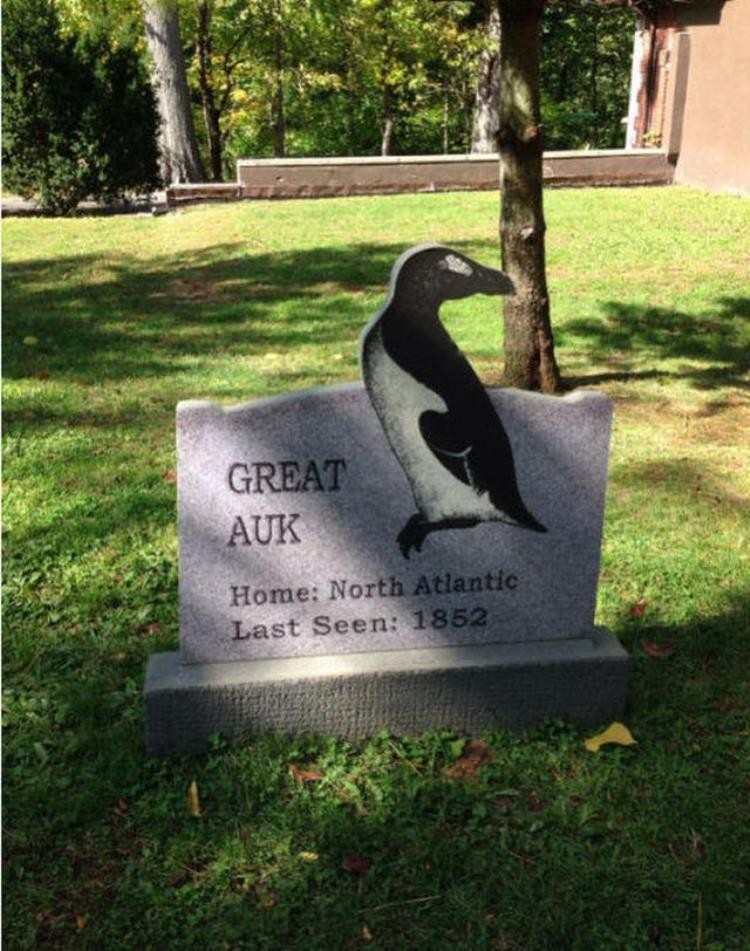 GREAT
AUK
Home: North Atlantic
Last Seen: 1852